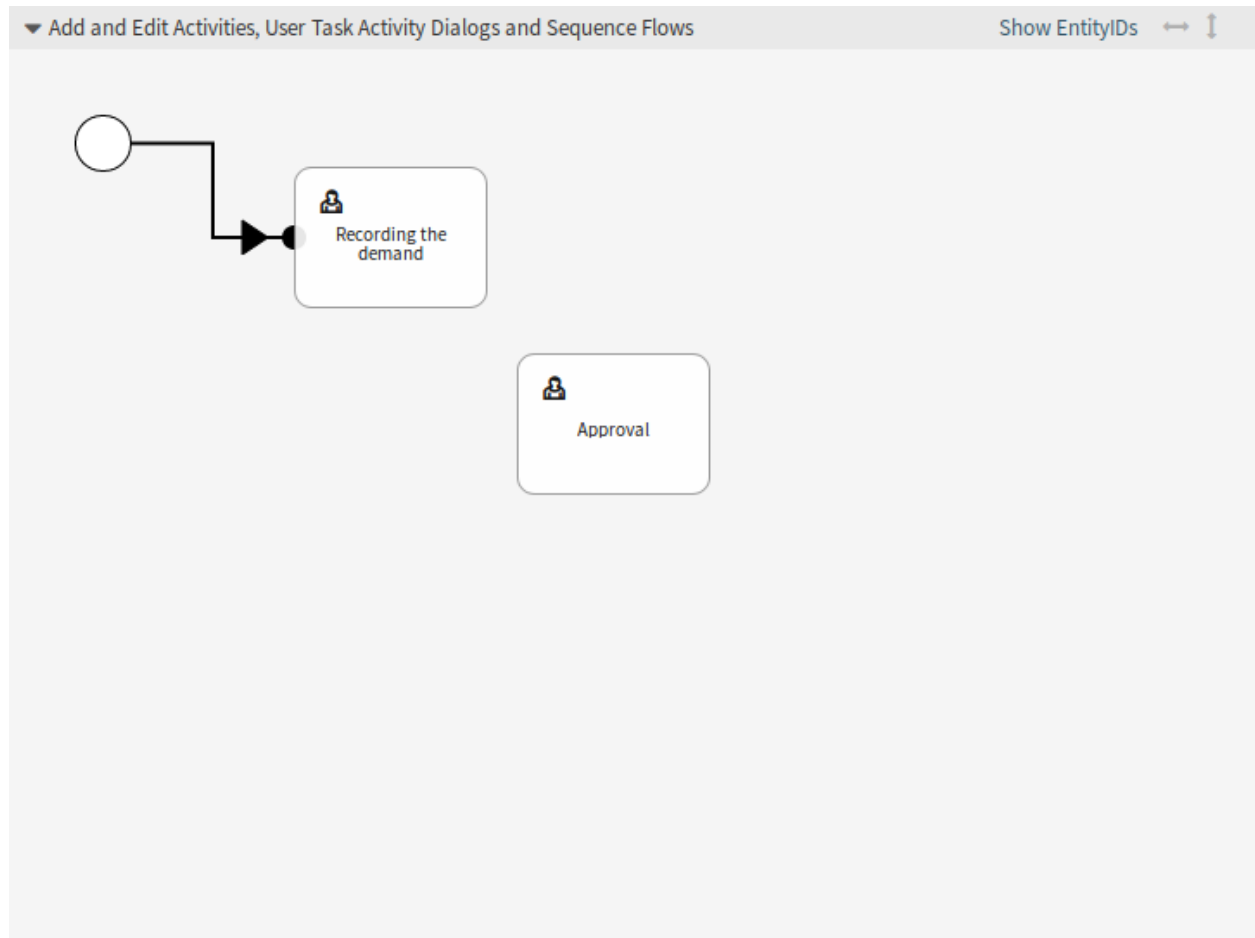 Add and Edit Activities, User Task Activity Dialogs and Sequence Flows
Show EntityIDs
Recording the
demand
Approval